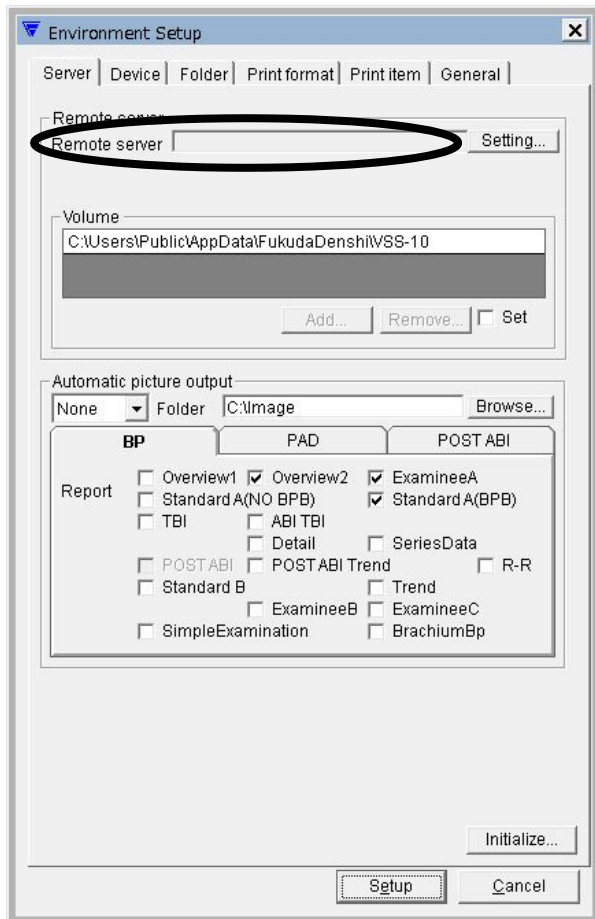 Environment Setup
Server Device Folder Print format Print item General
Remote server
Remote server Setting...
Volume
C:\Users\Public\AppData\FukudaDenshi\VSS-10
Add... Remove... Set
Automatic picture output
None Folder C:\Image Browse...
BP PAD POST ABI
Report Overview1 Overview2 ExamineeA
Standard A(NO BPB) Standard A(BPB)
TBI ABI TBI
Detail SeriesData
POST ABI POST ABI Trend R-R
Standard B Trend
ExamineeB ExamineeC
SimpleExamination BrachiumBp
Initialize...
Setup Cancel